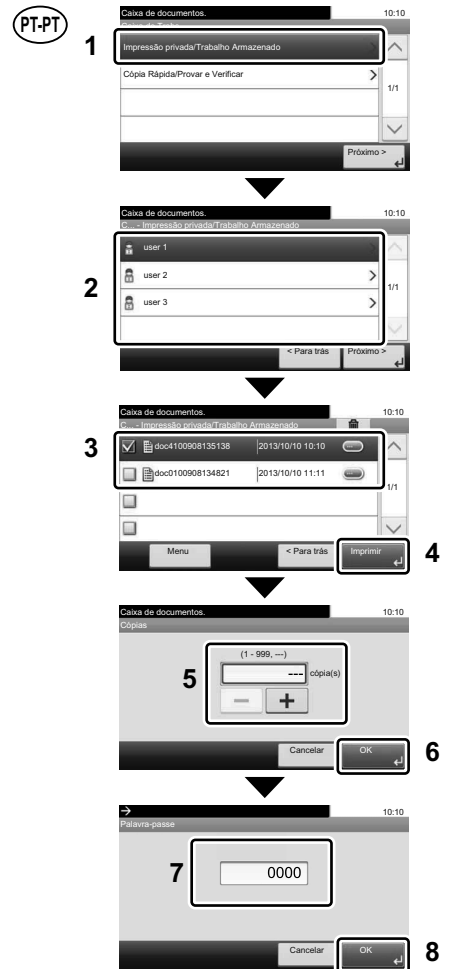 PT-PT
Caixa de documentos. 10:10
1
Impressão privada/Trabalho Armazenado
Cópia Rápida/Provar e Verificar
1/1
Próximo >
Caixa de documentos. 10:10
C... - Impressão privada/Trabalho Armazenado
2
user 1
user 2
user 3
1/1
< Para trás Próximo >
Caixa de documentos. 10:10
C... - Impressão privada/Trabalho Armazenado
3
doc4100908135138 2013/10/10 10:10
doc0100908134821 2013/10/10 11:11
1/1
Menu < Para trás Imprimir 4
Caixa de documentos. 10:10
Cópias
(1 - 999, ---)
5 --- cópia(s)
− +
Cancelar OK 6
10:10
Palavra-passe
7 0000
Cancelar OK 8